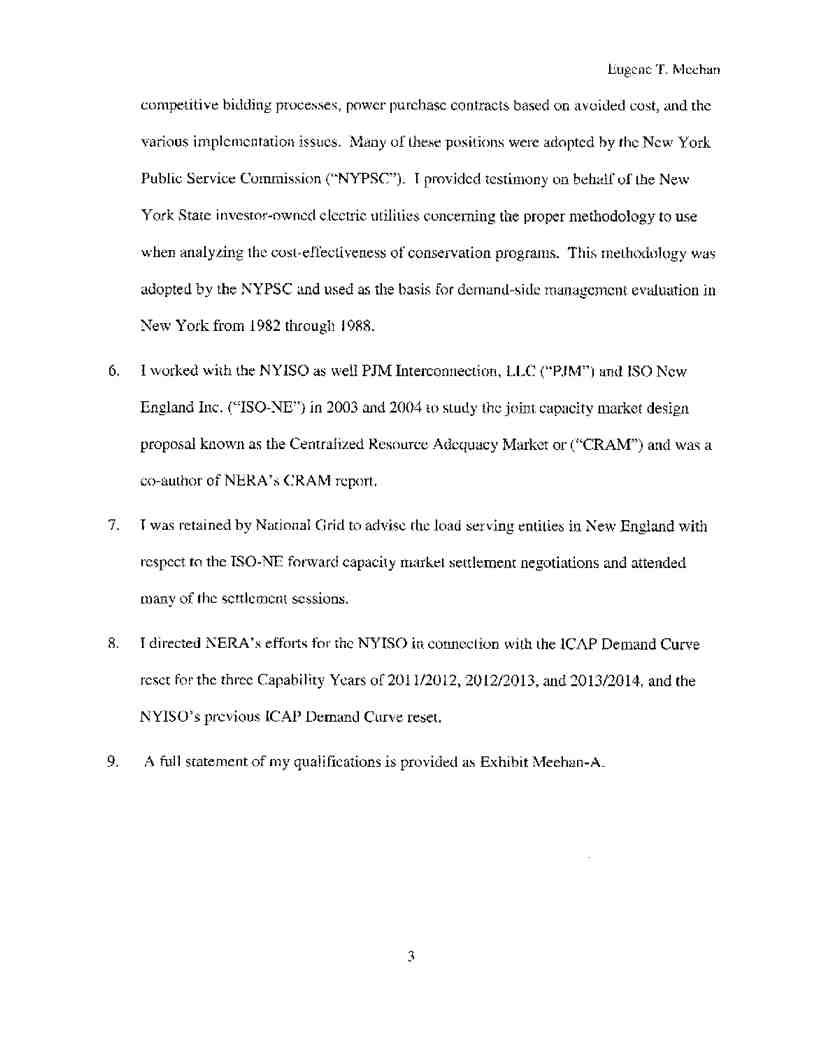 Eugene T. Meehan
competitive bidding processes, power purchase contracts based on avoided cost, and the
various implementation issues. Many of these positions were adopted by the New York
Public Service Commission (“NYPSC”). I provided testimony on behalf of the New
York State investor-owned electric utilities concerning the proper methodology to use
when analyzing the cost-effectiveness of conservation programs. This methodology was
adopted by the NYPSC and used as the basis for demand-side management evaluation in
New York from 1982 through 1988.
6. I worked with the NYISO as well PJM Interconnection, LLC (“PJM”) and ISO New
England Inc. (“ISO-NE”) in 2003 and 2004 to study the joint capacity market design
proposal known as the Centralized Resource Adequacy Market or (“CRAM”) and was a
co-author of NERA’s CRAM report.
7. I was retained by National Grid to advise the load serving entities in New England with
respect to the ISO-NE forward capacity market settlement negotiations and attended
many of the settlement sessions.
8. I directed NERA’s efforts for the NYISO in connection with the ICAP Demand Curve
reset for the three Capability Years of 2011/2012, 2012/2013, and 2013/2014, and the
NYISO’s previous ICAP Demand Curve reset.
9. A full statement of my qualifications is provided as Exhibit Meehan-A.
3